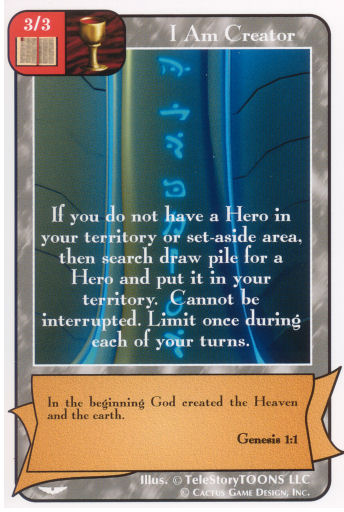 3/3
I Am Creator
If you do not have a Hero in
your territory or set-aside area,
then search draw pile for a
Hero and put it in your
territory. Cannot be
interrupted. Limit once during
each of your turns.
In the beginning God created the Heaven
and the earth.
Genesis 1:1
Illus. © TeleStoryTOONS LLC
© Cactus Game Design, Inc.